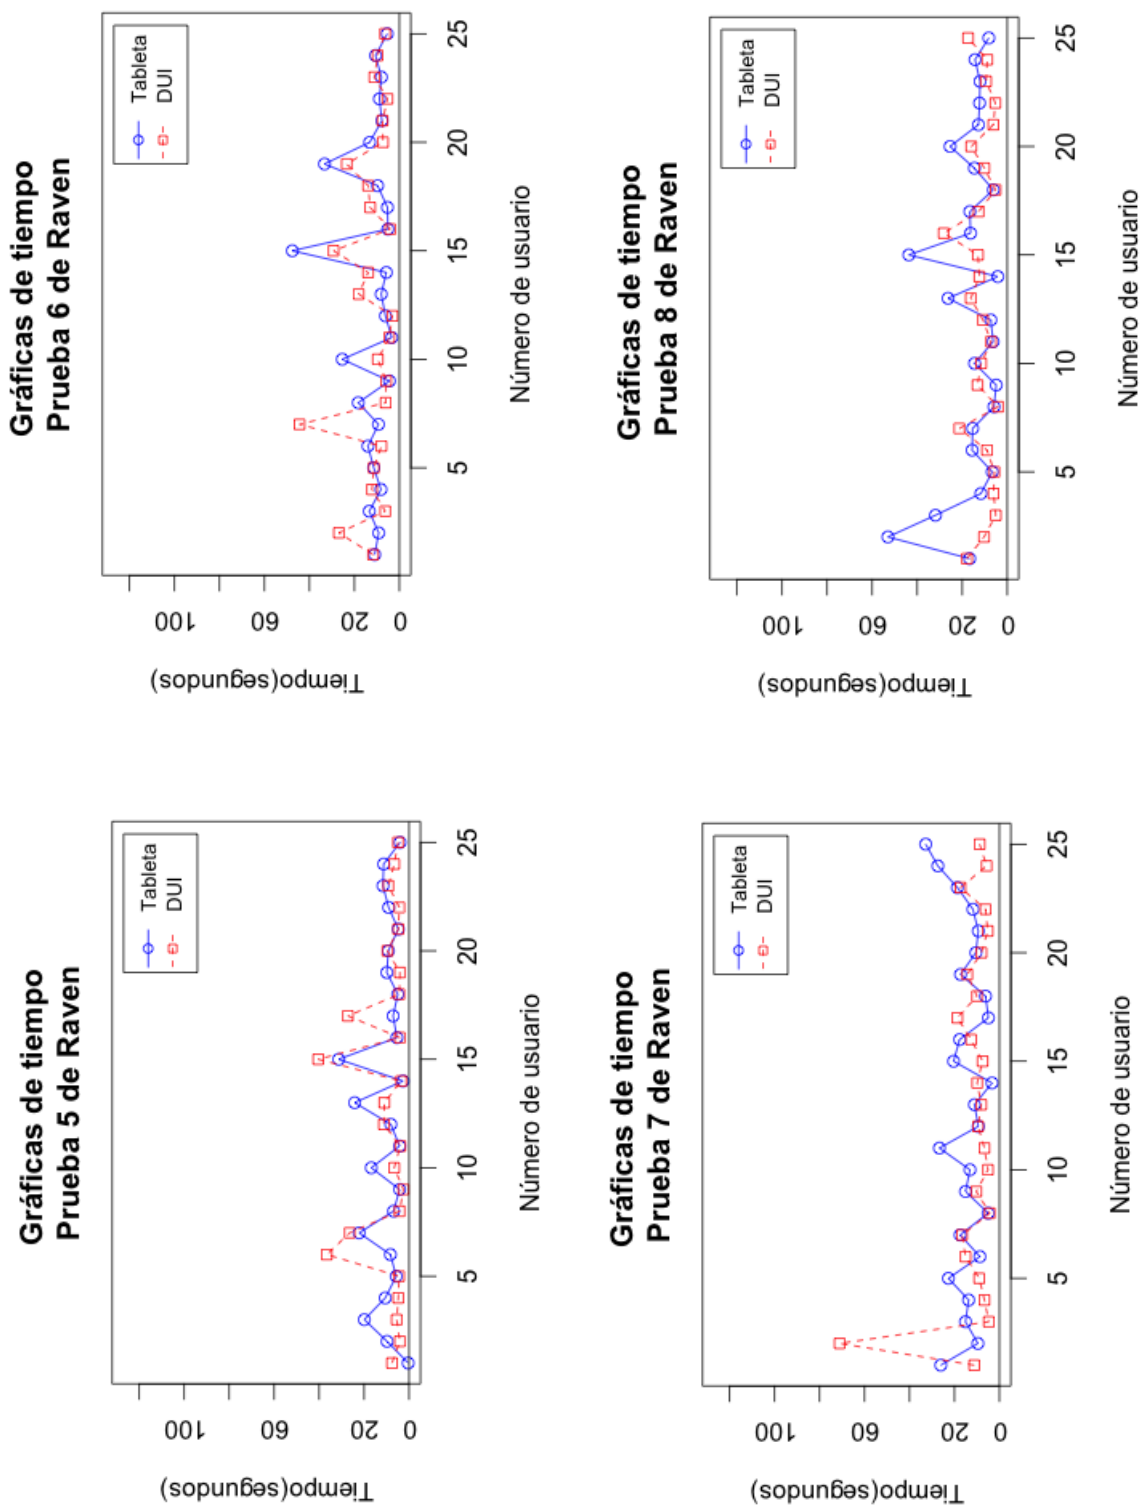 Gráficas de tiempo
Prueba 5 de Raven
Tiempo(segundos)
100
60
20
0
Tableta
DUI
5 10 15 20 25
Número de usuario
Gráficas de tiempo
Prueba 6 de Raven
Tiempo(segundos)
100
60
20
0
Tableta
DUI
5 10 15 20 25
Número de usuario
Gráficas de tiempo
Prueba 7 de Raven
Tiempo(segundos)
100
60
20
0
Tableta
DUI
5 10 15 20 25
Número de usuario
Gráficas de tiempo
Prueba 8 de Raven
Tiempo(segundos)
100
60
20
0
Tableta
DUI
5 10 15 20 25
Número de usuario